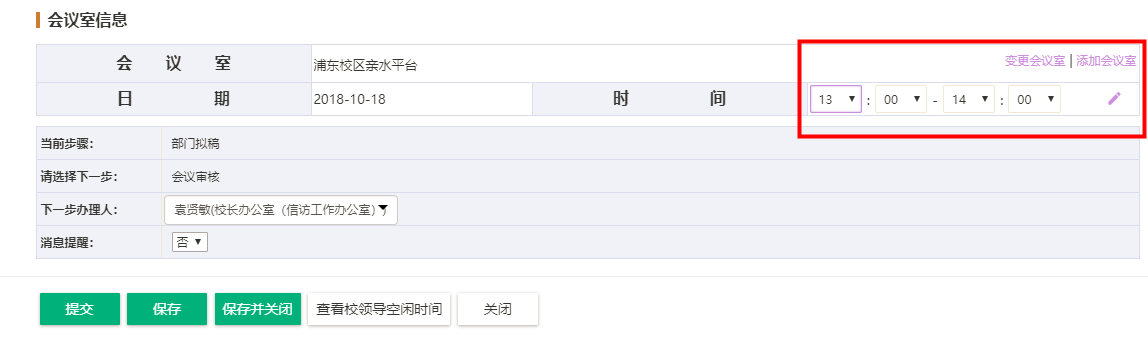 会议室信息
会 议 室 浦东校区亲水平台 变更会议室 | 添加会议室
日 期 2018-10-18 时 间 13 : 00 - 14 : 00
当前步骤: 部门拟稿
请选择下一步: 会议审核
下一步办理人: 袁贤敏(校长办公室（信访工作办公室）)
消息提醒: 否
提交 保存 保存并关闭 查看校领导空闲时间 关闭